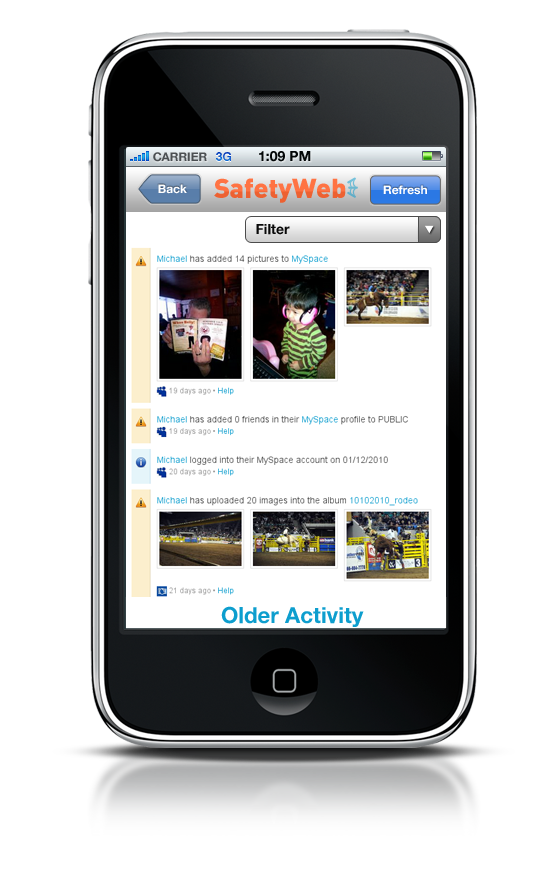 CARRIER 3G 1:09 PM
Back SafetyWeb Refresh
Filter
Michael has added 14 pictures to MySpace
19 days ago • Help
Michael has added 0 friends in their MySpace profile to PUBLIC
19 days ago • Help
Michael logged into their MySpace account on 01/12/2010
20 days ago • Help
Michael has uploaded 20 images into the album 10102010_rodeo
3
21 days ago • Help
Older Activity